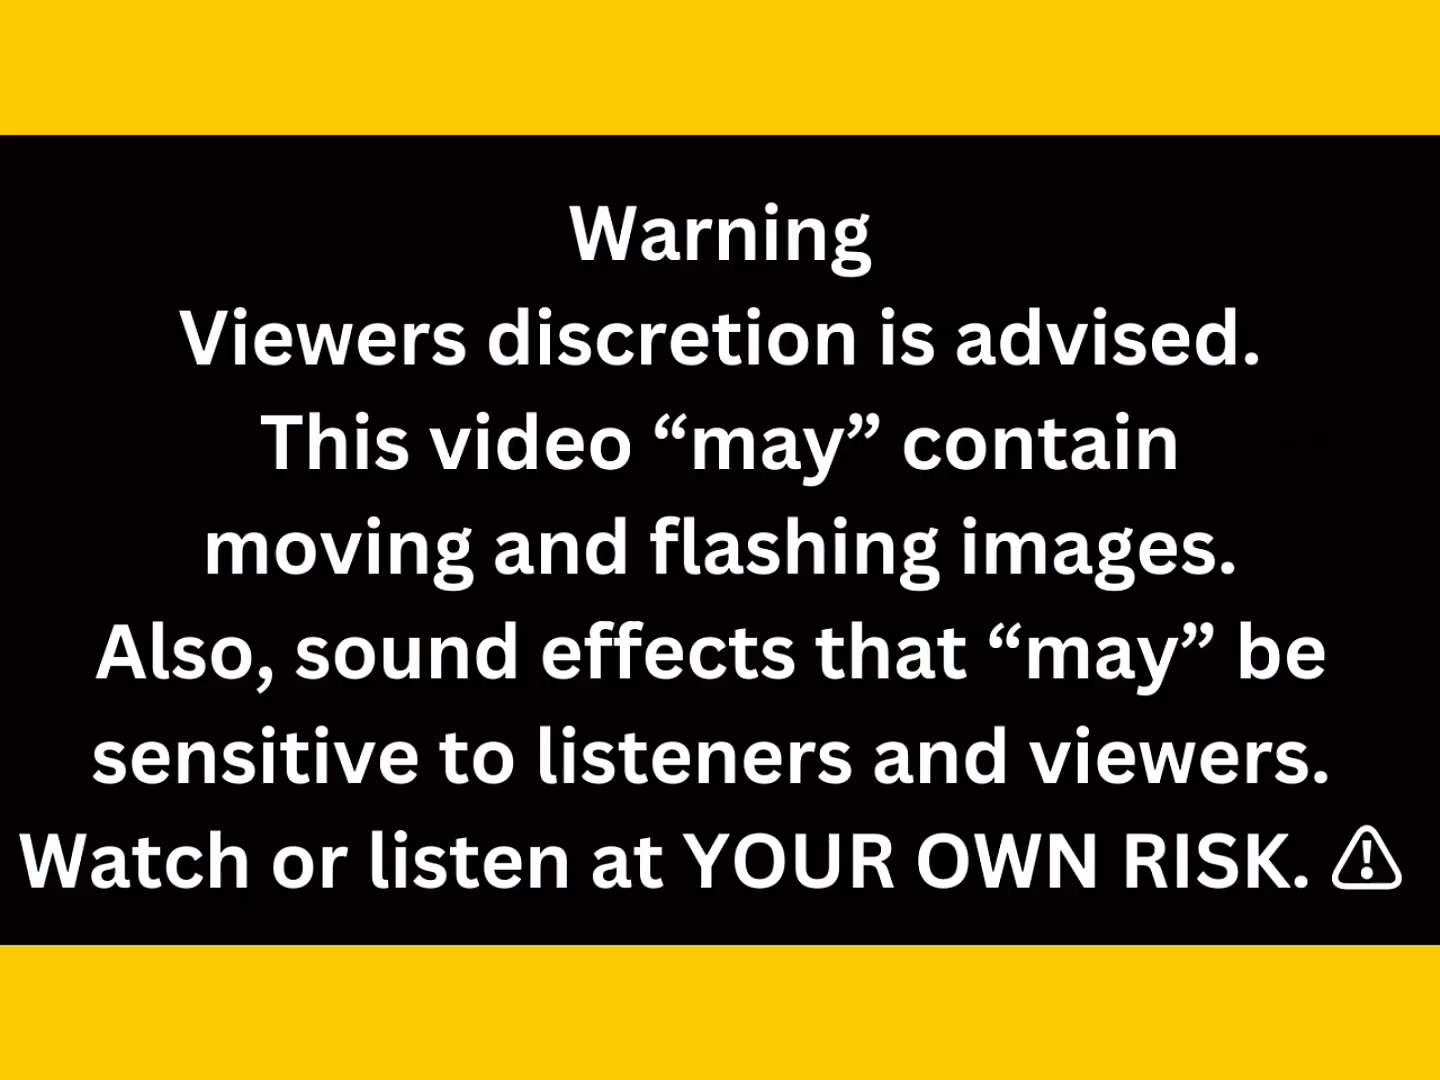 Warning
Viewers discretion is advised.
This video “may” contain
moving and flashing images.
Also, sound effects that “may” be
sensitive to listeners and viewers.
Watch or listen at YOUR OWN RISK. ⚠